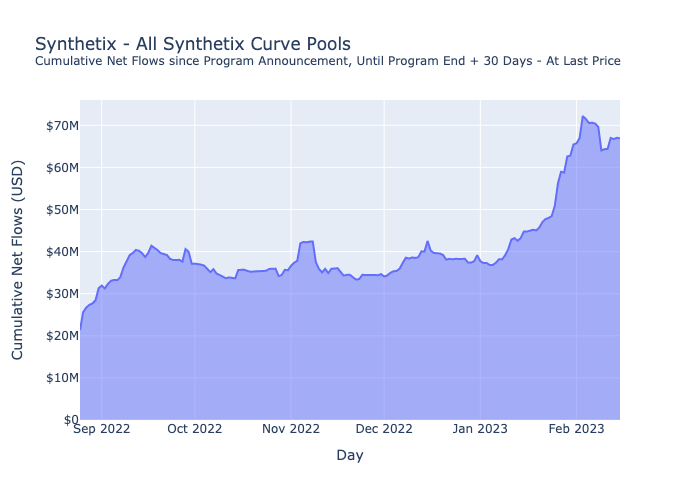 Synthetix - All Synthetix Curve Pools
Cumulative Net Flows since Program Announcement, Until Program End + 30 Days - At Last Price
Cumulative Net Flows (USD)
$70M
$60M
$50M
$40M
$30M
$20M
$10M
$0
Sep 2022 Oct 2022 Nov 2022 Dec 2022 Jan 2023 Feb 2023
Day